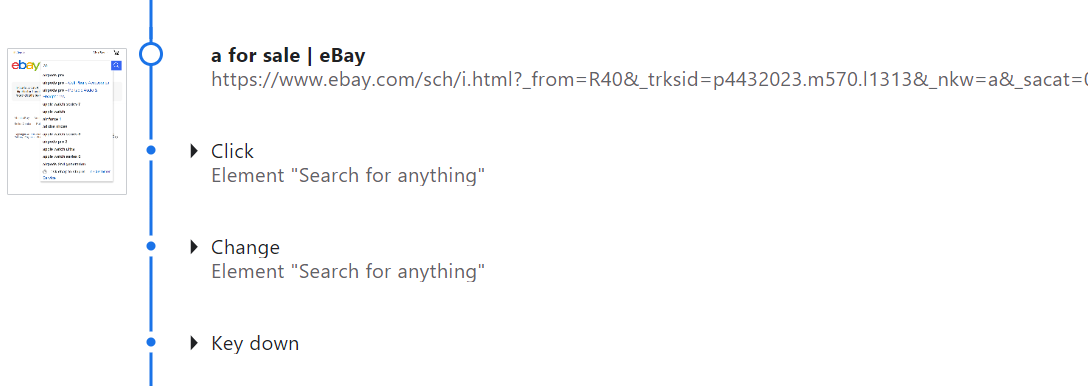 a for sale | eBay
https://www.ebay.com/sch/i.html?_from=R40&_trksid=p4432023.m570.l1313&_nkw=a&_sacat=0
Click
Element "Search for anything"
Change
Element "Search for anything"
Key down
ebay